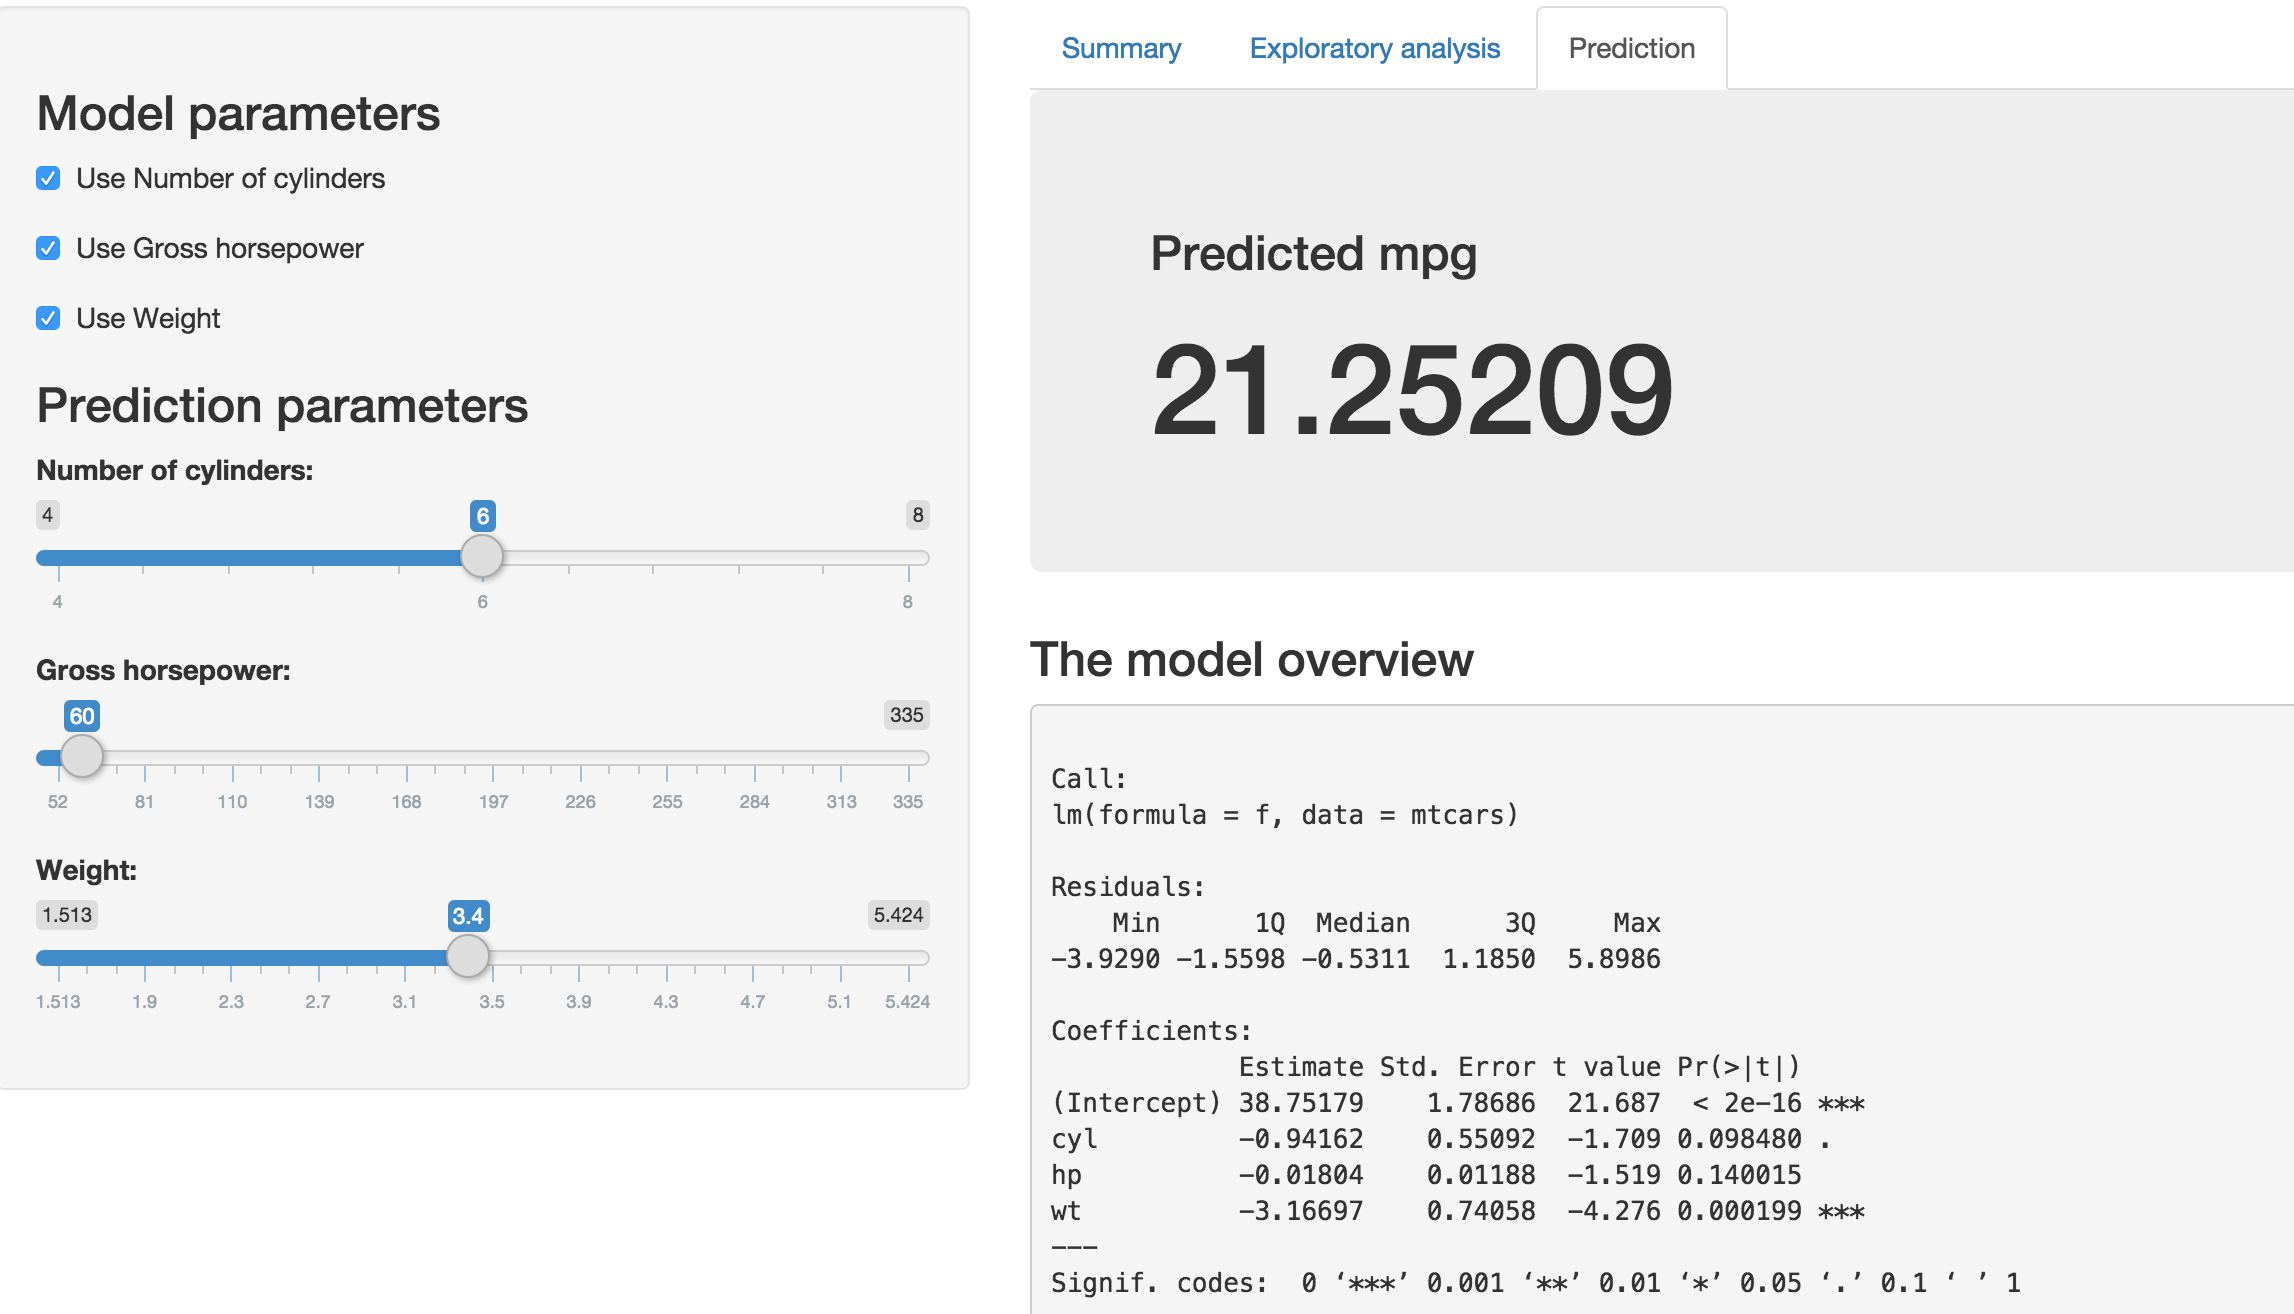 Model parameters
Use Number of cylinders
Use Gross horsepower
Use Weight
Prediction parameters
Number of cylinders:
4 6 8
4 6 8
Gross horsepower:
60 335
52 81 110 139 168 197 226 255 284 313 335
Weight:
1.513 3.4 5.424
1.513 1.9 2.3 2.7 3.1 3.5 3.9 4.3 4.7 5.1 5.424
Summary Exploratory analysis Prediction
Predicted mpg
21.25209
The model overview
Call:
lm(formula = f, data = mtcars)
Residuals:
    Min      1Q  Median      3Q     Max
-3.9290 -1.5598 -0.5311  1.1850  5.8986
Coefficients:
            Estimate Std. Error t value Pr(>|t|)
(Intercept) 38.75179    1.78686  21.687  < 2e-16 ***
cyl         -0.94162    0.55092  -1.709 0.098480 .
hp          -0.01804    0.01188  -1.519 0.140015
wt          -3.16697    0.74058  -4.276 0.000199 ***
---
Signif. codes:  0 ‘***’ 0.001 ‘**’ 0.01 ‘*’ 0.05 ‘.’ 0.1 ‘ ’ 1